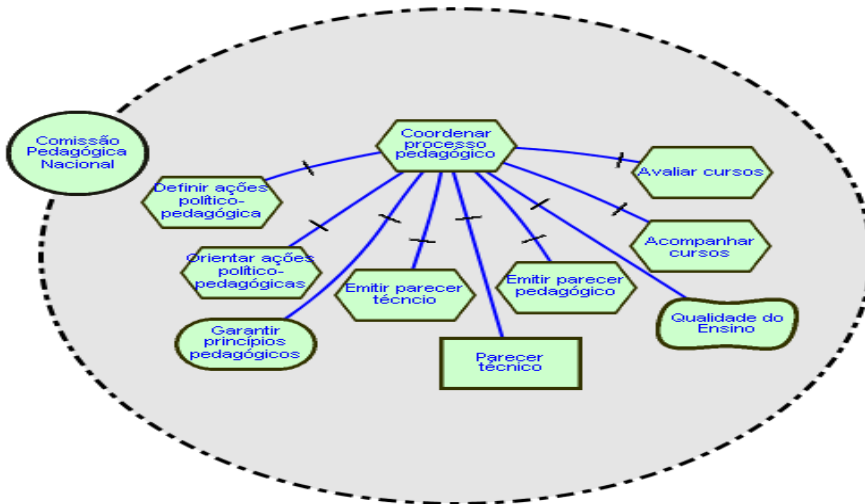 Comissão
Pedagógica
Nacional
Coordenar
processo
pedagógico
Avaliar cursos
Definir ações
político-
pedagógica
Acompanhar
cursos
Orientar ações
político-
pedagógicas
Emitir parecer
técncio
Emitir parecer
pedagógico
Qualidade do
Ensino
Garantir
princípios
pedagógicos
Parecer
técnico